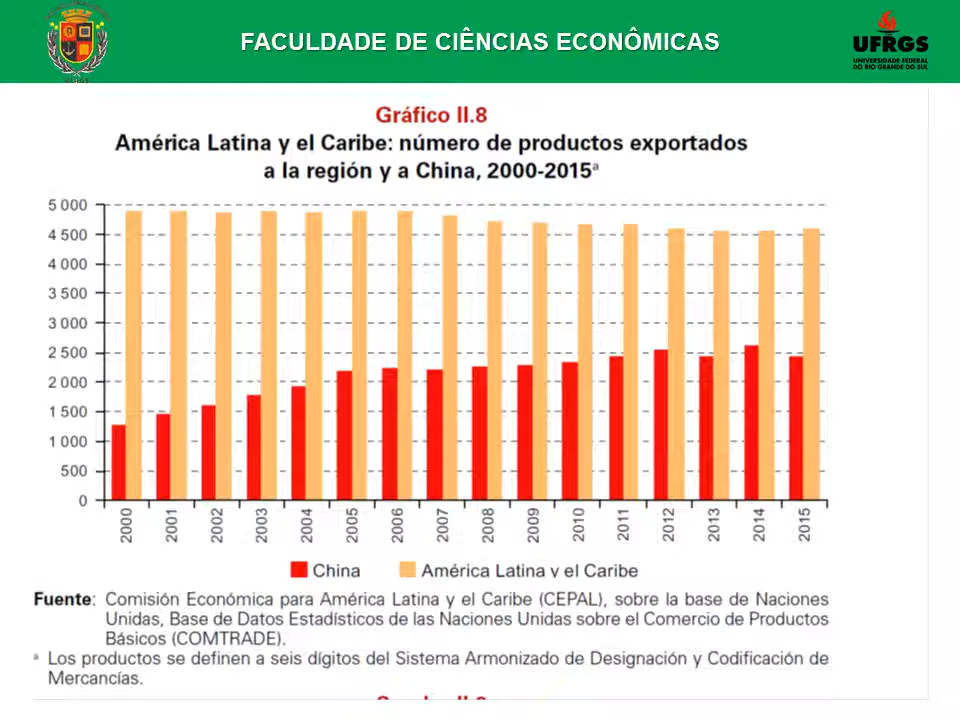 FACULDADE DE CIÊNCIAS ECONÔMICAS
UFRGS
UNIVERSIDADE FEDERAL
DO RIO GRANDE DO SUL
Gráfico II.8
América Latina y el Caribe: número de productos exportados
a la región y a China, 2000-2015ª
5 000
4 500
4 000
3 500
3 000
2 500
2 000
1 500
1 000
500
0
2000 2001 2002 2003 2004 2005 2006 2007 2008 2009 2010 2011 2012 2013 2014 2015
China América Latina y el Caribe
Fuente: Comisión Económica para América Latina y el Caribe (CEPAL), sobre la base de Naciones
Unidas, Base de Datos Estadísticos de las Naciones Unidas sobre el Comercio de Productos
Básicos (COMTRADE).
ª Los productos se definen a seis dígitos del Sistema Armonizado de Designación y Codificación de
Mercancías.